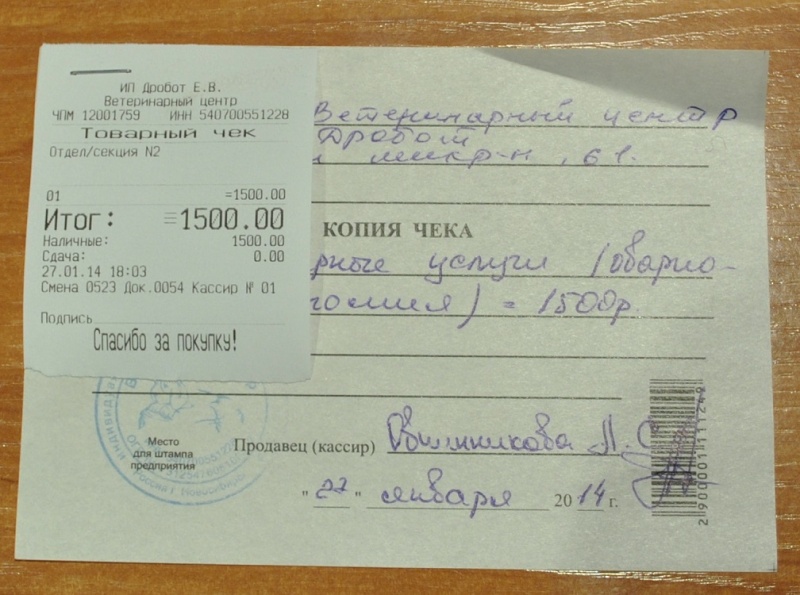 ИП Дробот Е.В.
Ветеринарный центр
ЧПМ 12001759 ИНН 540700551228
Товарный чек
Отдел/секция N2
01 =1500.00
Итог: =1500.00
Наличные: 1500.00
Сдача: 0.00
27.01.14 18:03
Смена 0523 Док.0054 Кассир № 01
Подпись
Спасибо за покупку!
Ветеринарный центр
Дробот
мкр-н, 61.
КОПИЯ ЧЕКА
рные услуги (оварио-
томия) = 1500р.
Место
для штампа
предприятия
Продавец (кассир)
"27" января 2014 г.
2900001111249